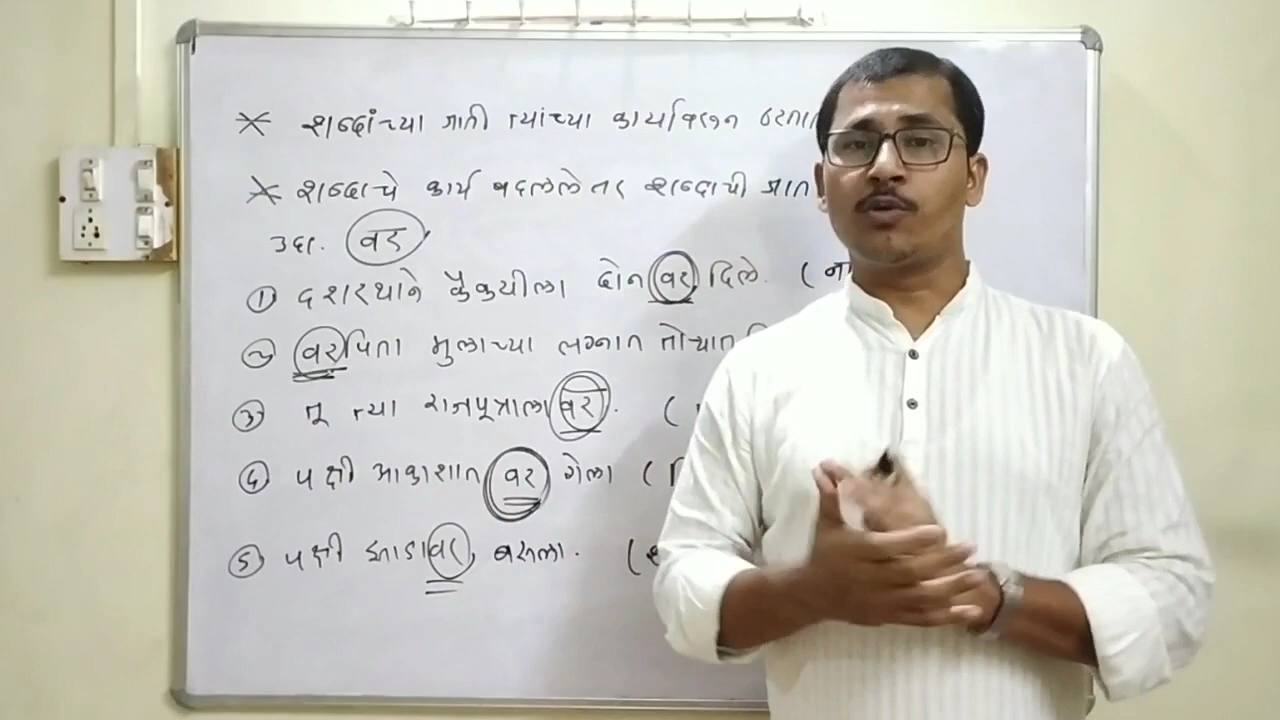 * शब्दांच्या जाती त्यांच्या कार्यावरून ठरता
* शब्दाचे कार्य बदलले तर शब्दाची जात
उदा. वर
① दशरथाने कैकयीला दोन वर दिले. ( ना
② वरपिता मुलाच्या लग्नात तोऱ्यात
③ तू त्या राजपूत्राला वर. (
④ पक्षी आकाशात वर गेला (
⑤ पक्षी झाडावर बसला. (